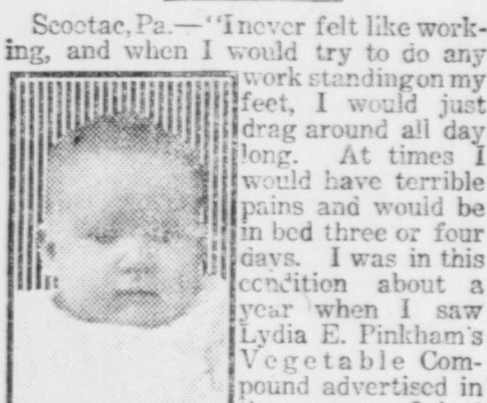 Scootac, Pa.—"I never felt like work-
ing, and when I would try to do any
work standing on my
feet, I would just
drag around all day
long. At times I
would have terrible
pains and would be
in bed three or four
days. I was in this
condition about a
year when I saw
Lydia E. Pinkham's
Vegetable Com-
pound advertised in